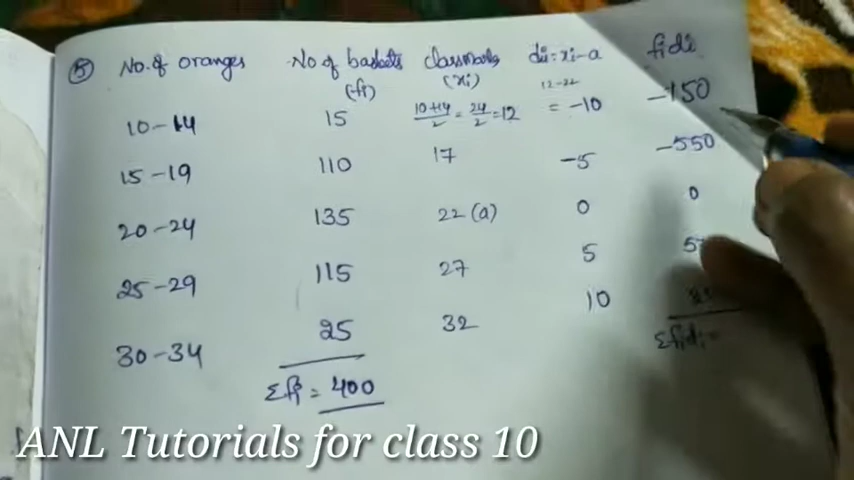 ⑤ No. of oranges No of baskets (fi) classmarks (xi) di = xi - a fidi
12-22
10-14 15 10+14/2 = 24/2 = 12 = -10 -150
15-19 110 17 -5 -550
20-24 135 22 (a) 0 0
25-29 115 27 5
30-34 25 32 10
Σfi = 400 Σfidi =
ANL Tutorials for class 10